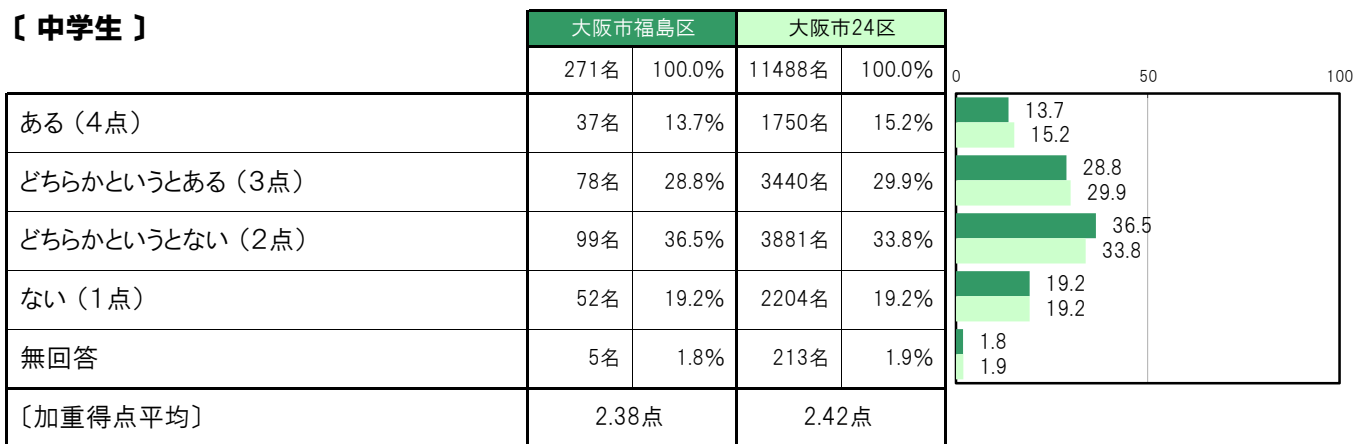 〔 中学生 〕
大阪市福島区 大阪市24区
271名 100.0% 11488名 100.0%
0 50 100
ある（4点） 37名 13.7% 1750名 15.2%
13.7
15.2
どちらかというとある（3点） 78名 28.8% 3440名 29.9%
28.8
29.9
どちらかというとない（2点） 99名 36.5% 3881名 33.8%
36.5
33.8
ない（1点） 52名 19.2% 2204名 19.2%
19.2
19.2
無回答 5名 1.8% 213名 1.9%
1.8
1.9
〔加重得点平均〕 2.38点 2.42点